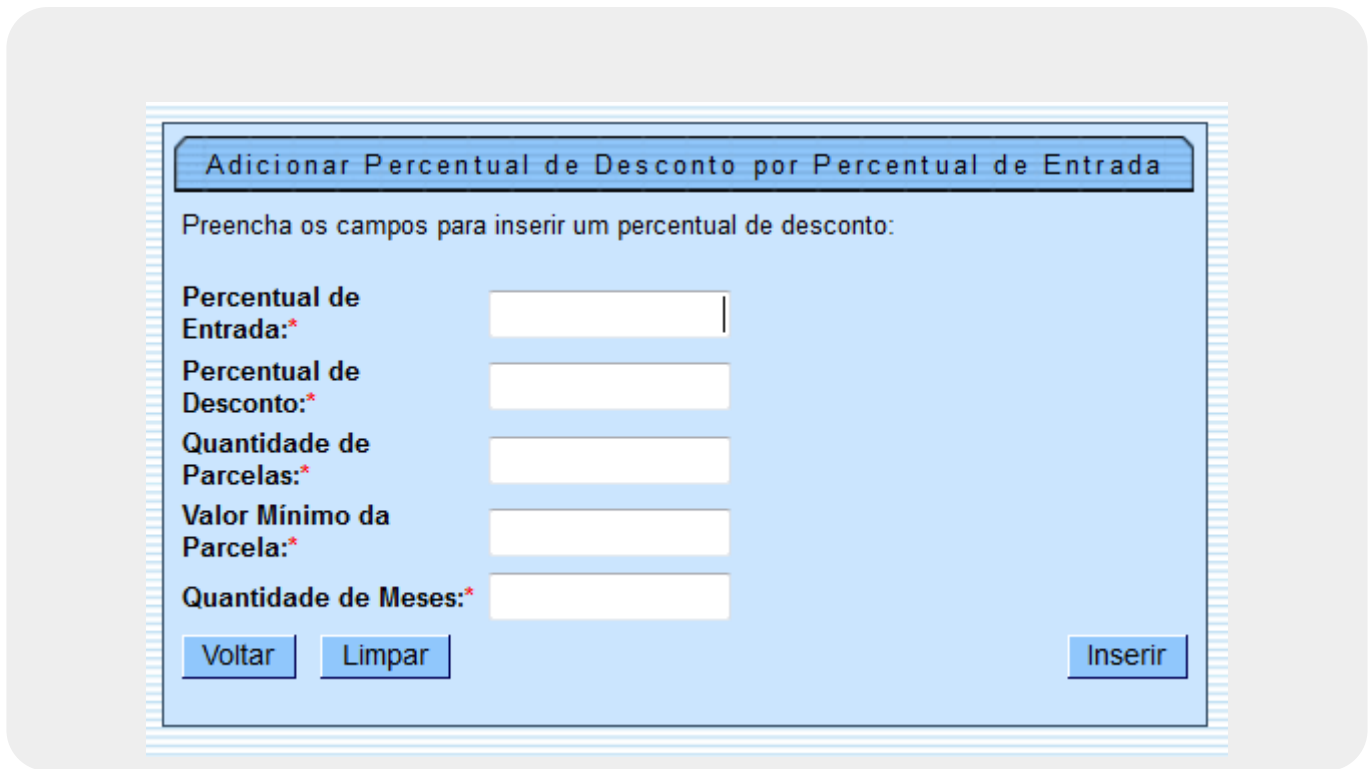 Adicionar Percentual de Desconto por Percentual de Entrada
Preencha os campos para inserir um percentual de desconto:
Percentual de
Entrada:*
Percentual de
Desconto:*
Quantidade de
Parcelas:*
Valor Mínimo da
Parcela:*
Quantidade de Meses:*
Voltar Limpar Inserir